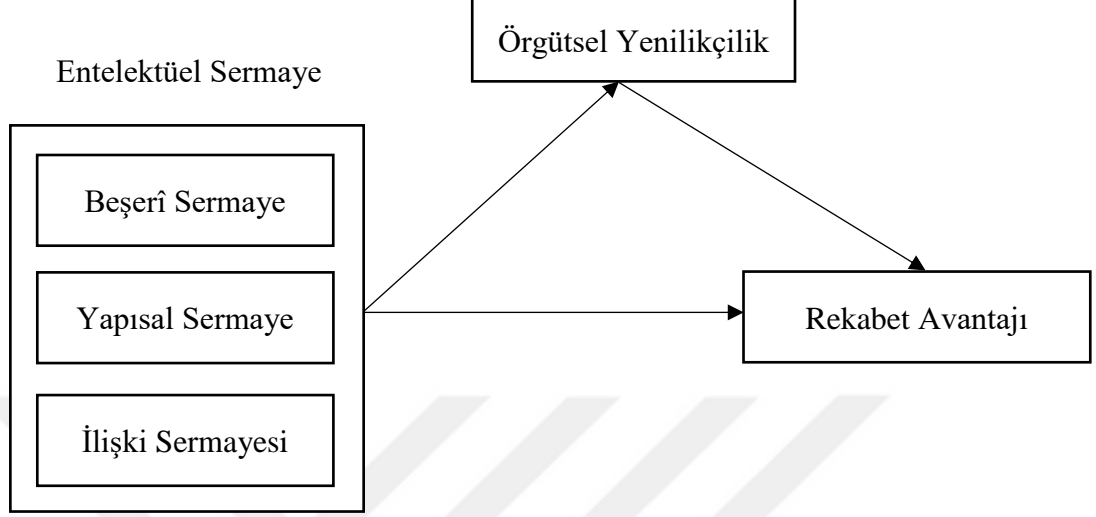 Örgütsel Yenilikçilik
Entelektüel Sermaye
Beşerî Sermaye
Yapısal Sermaye
Rekabet Avantajı
İlişki Sermayesi